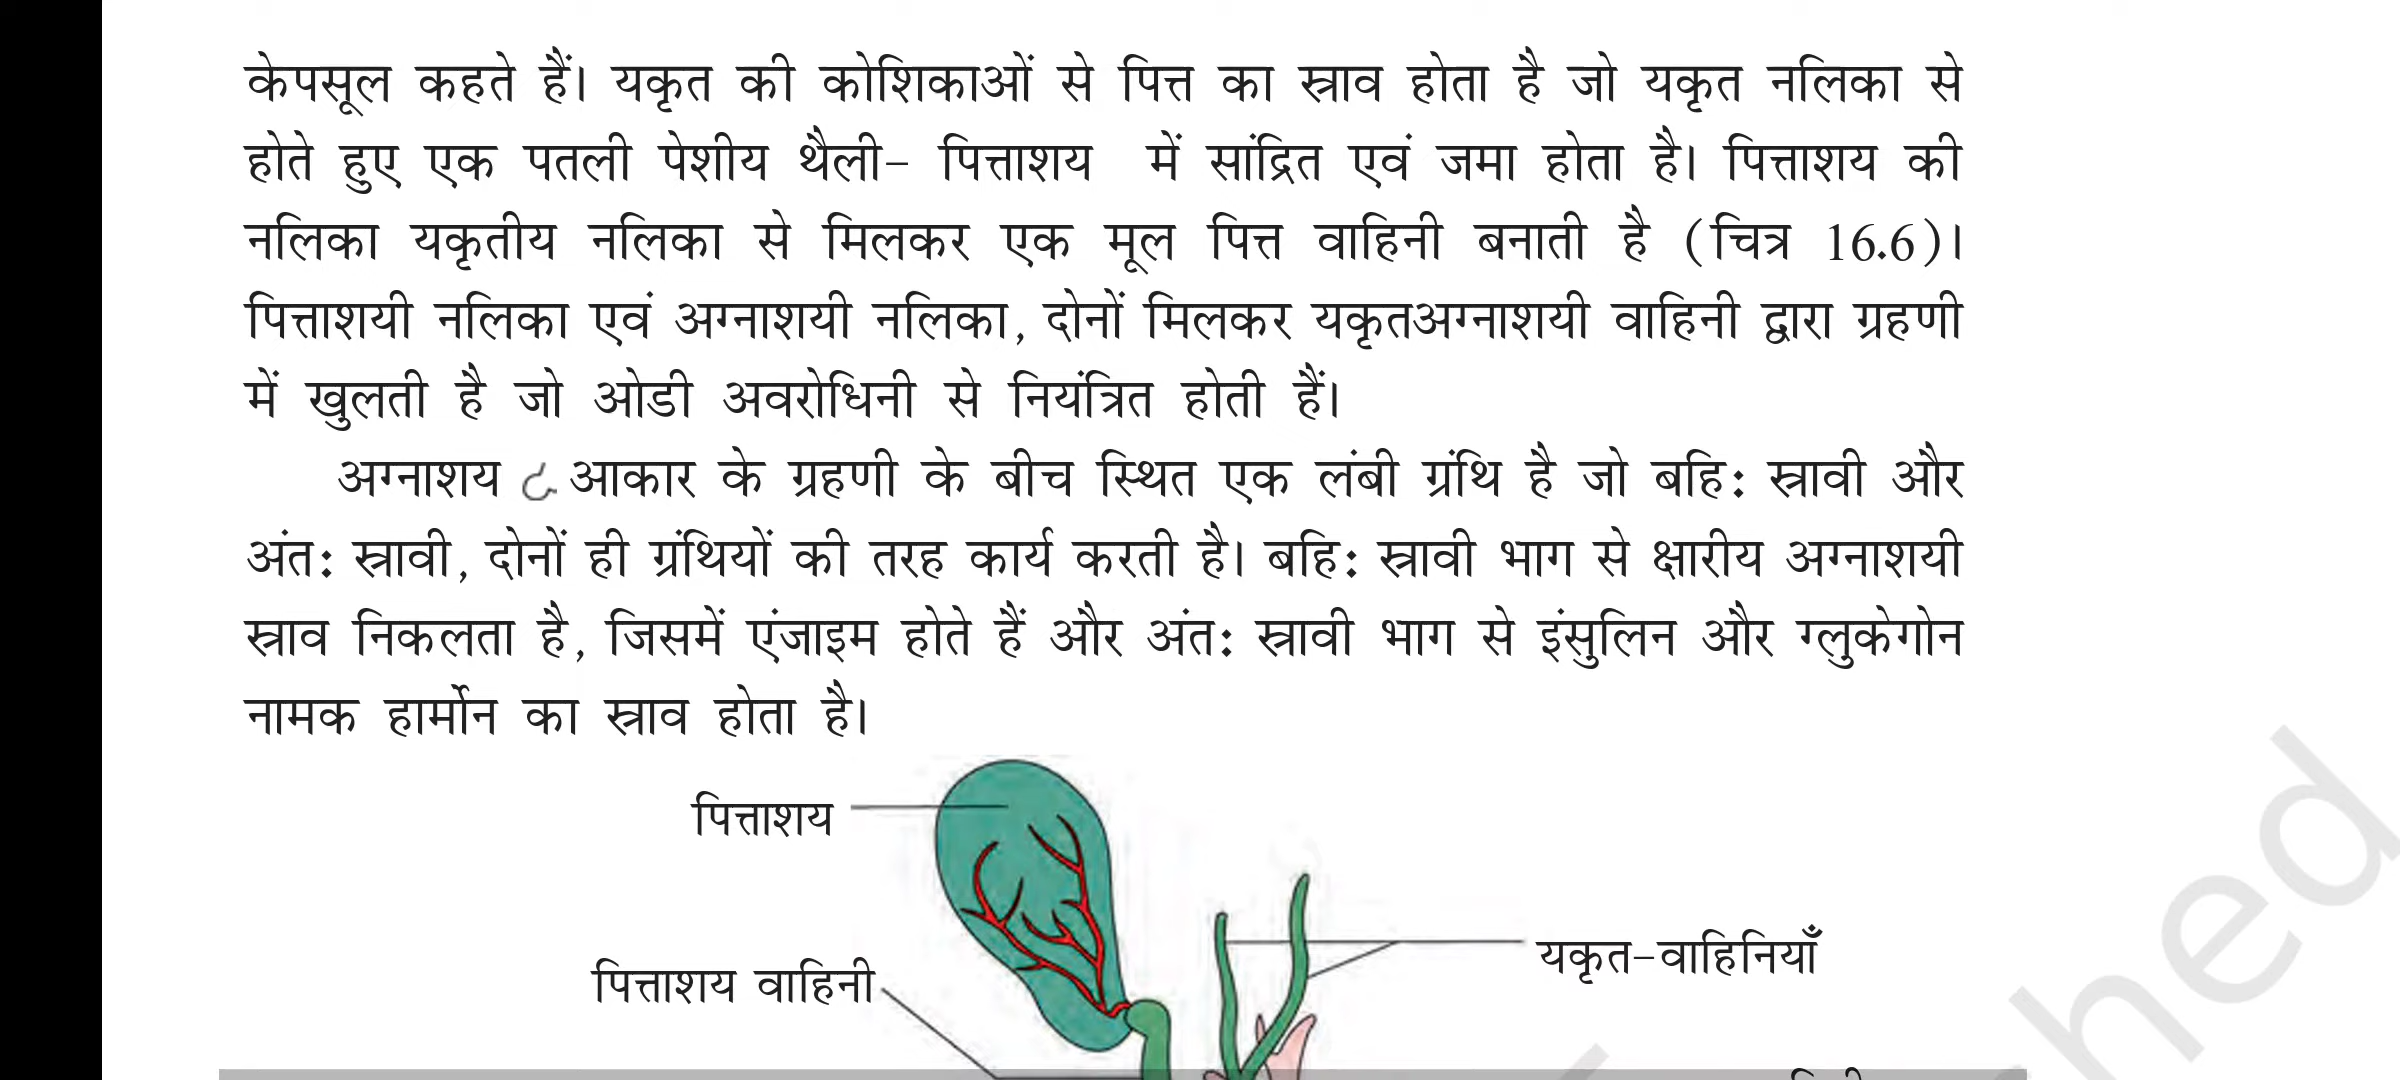 केपसूल कहते हैं। यकृत की कोशिकाओं से पित्त का स्राव होता है जो यकृत नलिका से
होते हुए एक पतली पेशीय थैली– पित्ताशय में सांद्रित एवं जमा होता है। पित्ताशय की
नलिका यकृतीय नलिका से मिलकर एक मूल पित्त वाहिनी बनाती है (चित्र 16.6)।
पित्ताशयी नलिका एवं अग्नाशयी नलिका, दोनों मिलकर यकृतअग्नाशयी वाहिनी द्वारा ग्रहणी
में खुलती है जो ओडी अवरोधिनी से नियंत्रित होती हैं।
अग्नाशय आकार के ग्रहणी के बीच स्थित एक लंबी ग्रंथि है जो बहि: स्रावी और
अंत: स्रावी, दोनों ही ग्रंथियों की तरह कार्य करती है। बहि: स्रावी भाग से क्षारीय अग्नाशयी
स्राव निकलता है, जिसमें एंजाइम होते हैं और अंत: स्रावी भाग से इंसुलिन और ग्लुकेगोन
नामक हार्मोन का स्राव होता है।
पित्ताशय
यकृत–वाहिनियाँ
पित्ताशय वाहिनी
hed